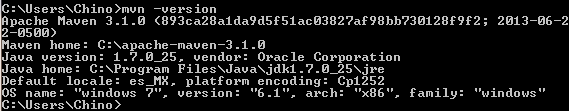 C:\Users\Chino>mvn -version
Apache Maven 3.1.0 (893ca28a1da9d5f51ac03827af98bb730128f9f2; 2013-06-2
2-0500)
Maven home: C:\apache-maven-3.1.0
Java version: 1.7.0_25, vendor: Oracle Corporation
Java home: C:\Program Files\Java\jdk1.7.0_25\jre
Default locale: es_MX, platform encoding: Cp1252
OS name: "windows 7", version: "6.1", arch: "x86", family: "windows"
C:\Users\Chino>